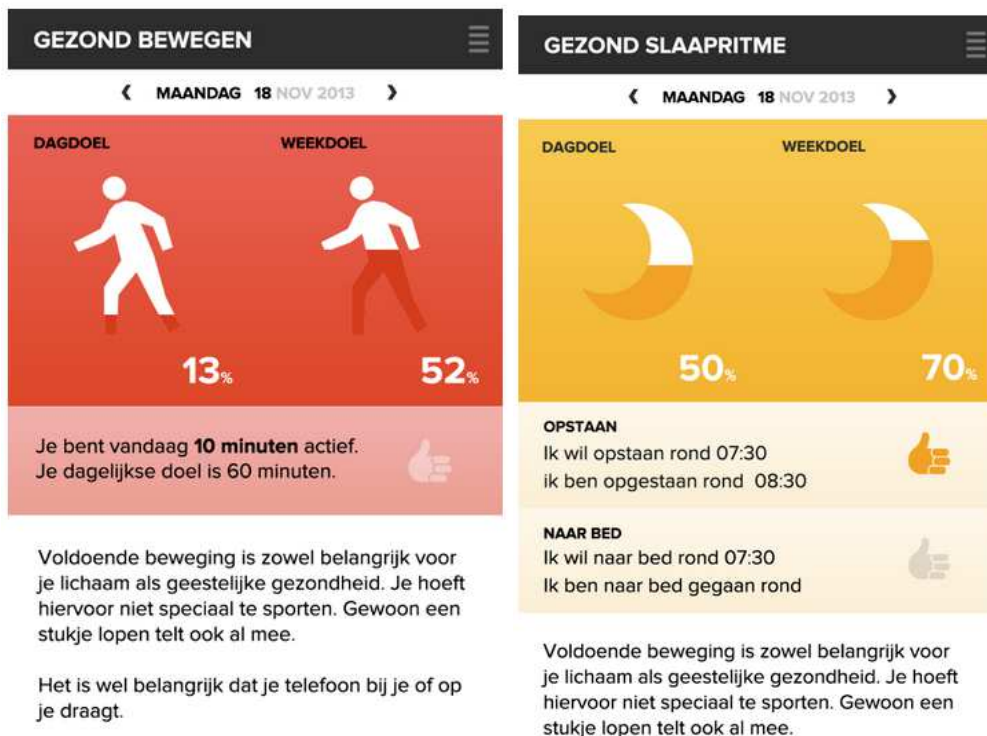 GEZOND BEWEGEN
MAANDAG 18 NOV 2013
DAGDOEL
WEEKDOEL
13%
52%
Je bent vandaag 10 minuten actief.
Je dagelijkse doel is 60 minuten.
Voldoende beweging is zowel belangrijk voor
je lichaam als geestelijke gezondheid. Je hoeft
hiervoor niet speciaal te sporten. Gewoon een
stukje lopen telt ook al mee.
Het is wel belangrijk dat je telefoon bij je of op
je draagt.
GEZOND SLAAPRITME
MAANDAG 18 NOV 2013
DAGDOEL
WEEKDOEL
50%
70%
OPSTAAN
Ik wil opstaan rond 07:30
ik ben opgestaan rond 08:30
NAAR BED
Ik wil naar bed rond 07:30
Ik ben naar bed gegaan rond
Voldoende beweging is zowel belangrijk voor
je lichaam als geestelijke gezondheid. Je hoeft
hiervoor niet speciaal te sporten. Gewoon een
stukje lopen telt ook al mee.